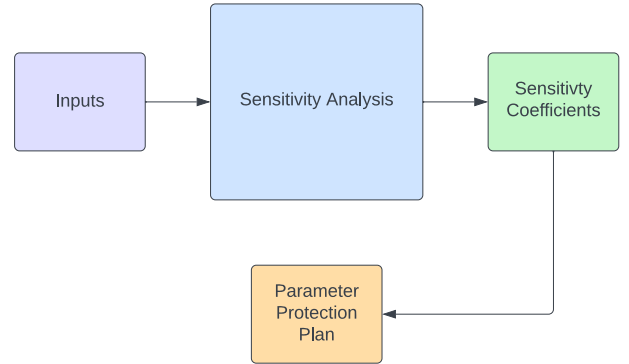 Inputs
Sensitivity Analysis
Sensitivty
Coefficients
Parameter
Protection
Plan